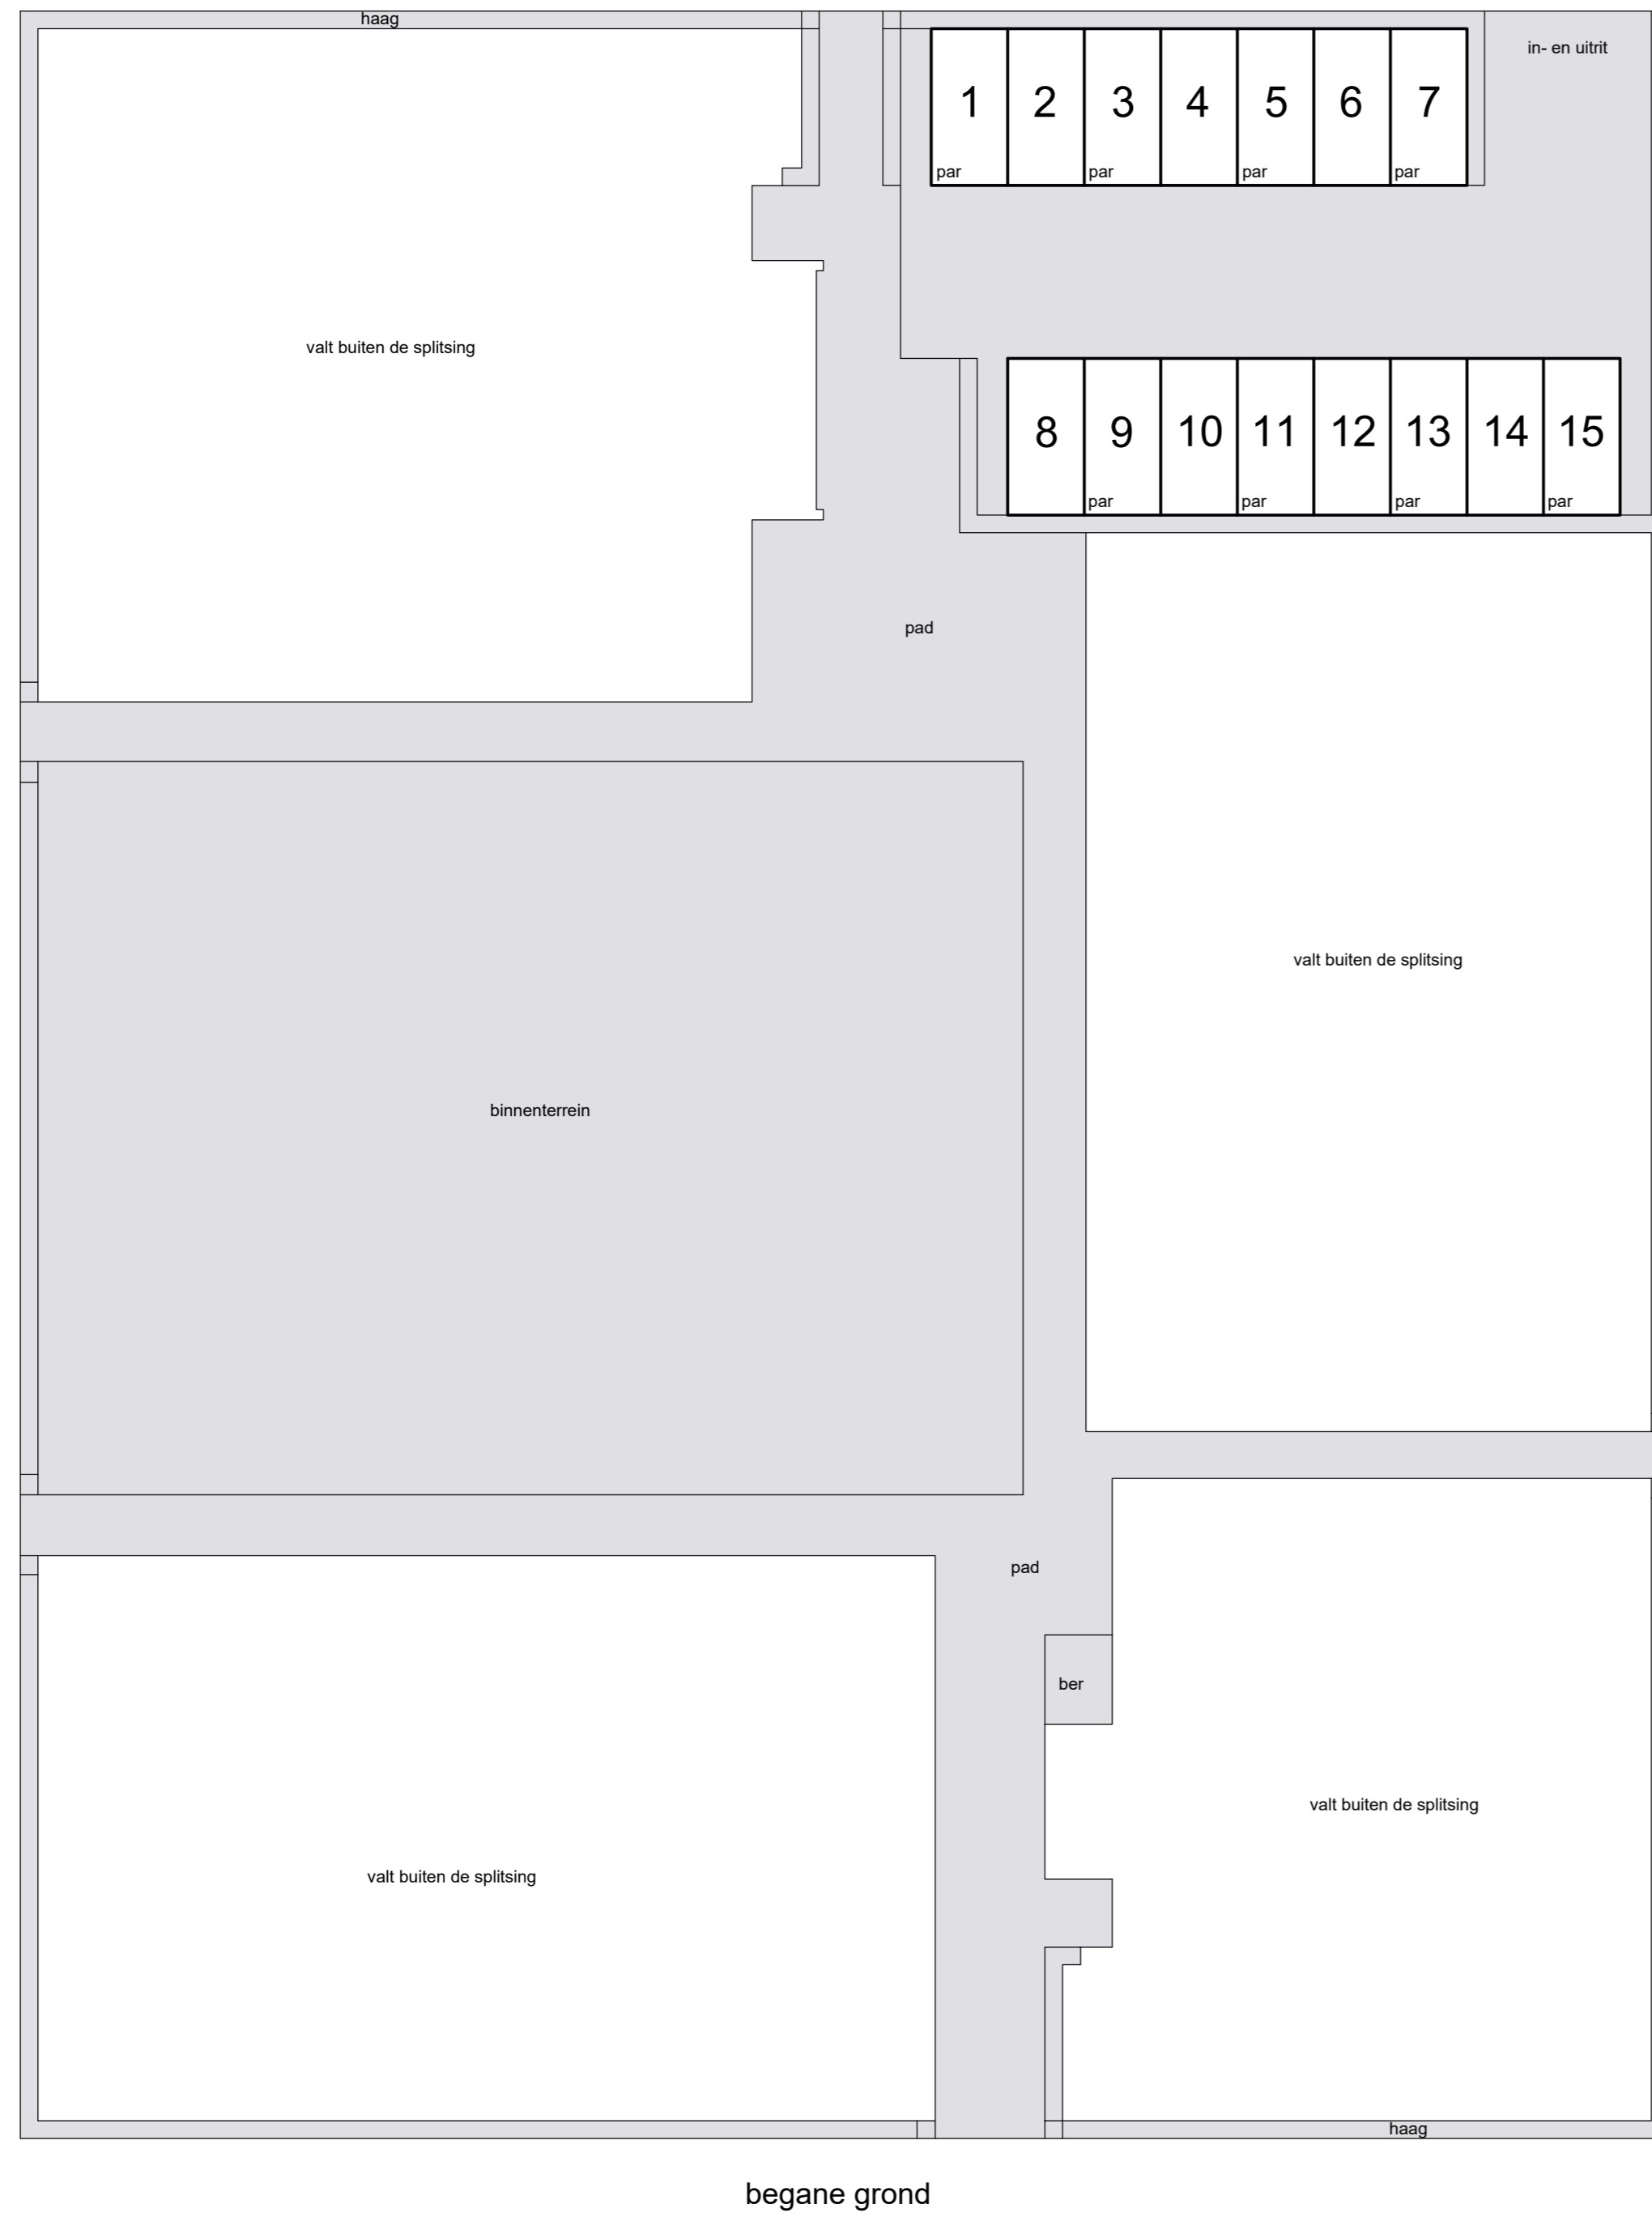 haag
in- en uitrit
1 2 3 4 5 6 7
par par par par
valt buiten de splitsing
8 9 10 11 12 13 14 15
par par par par
pad
valt buiten de splitsing
binnenterrein
pad
ber
valt buiten de splitsing
valt buiten de splitsing
haag
begane grond